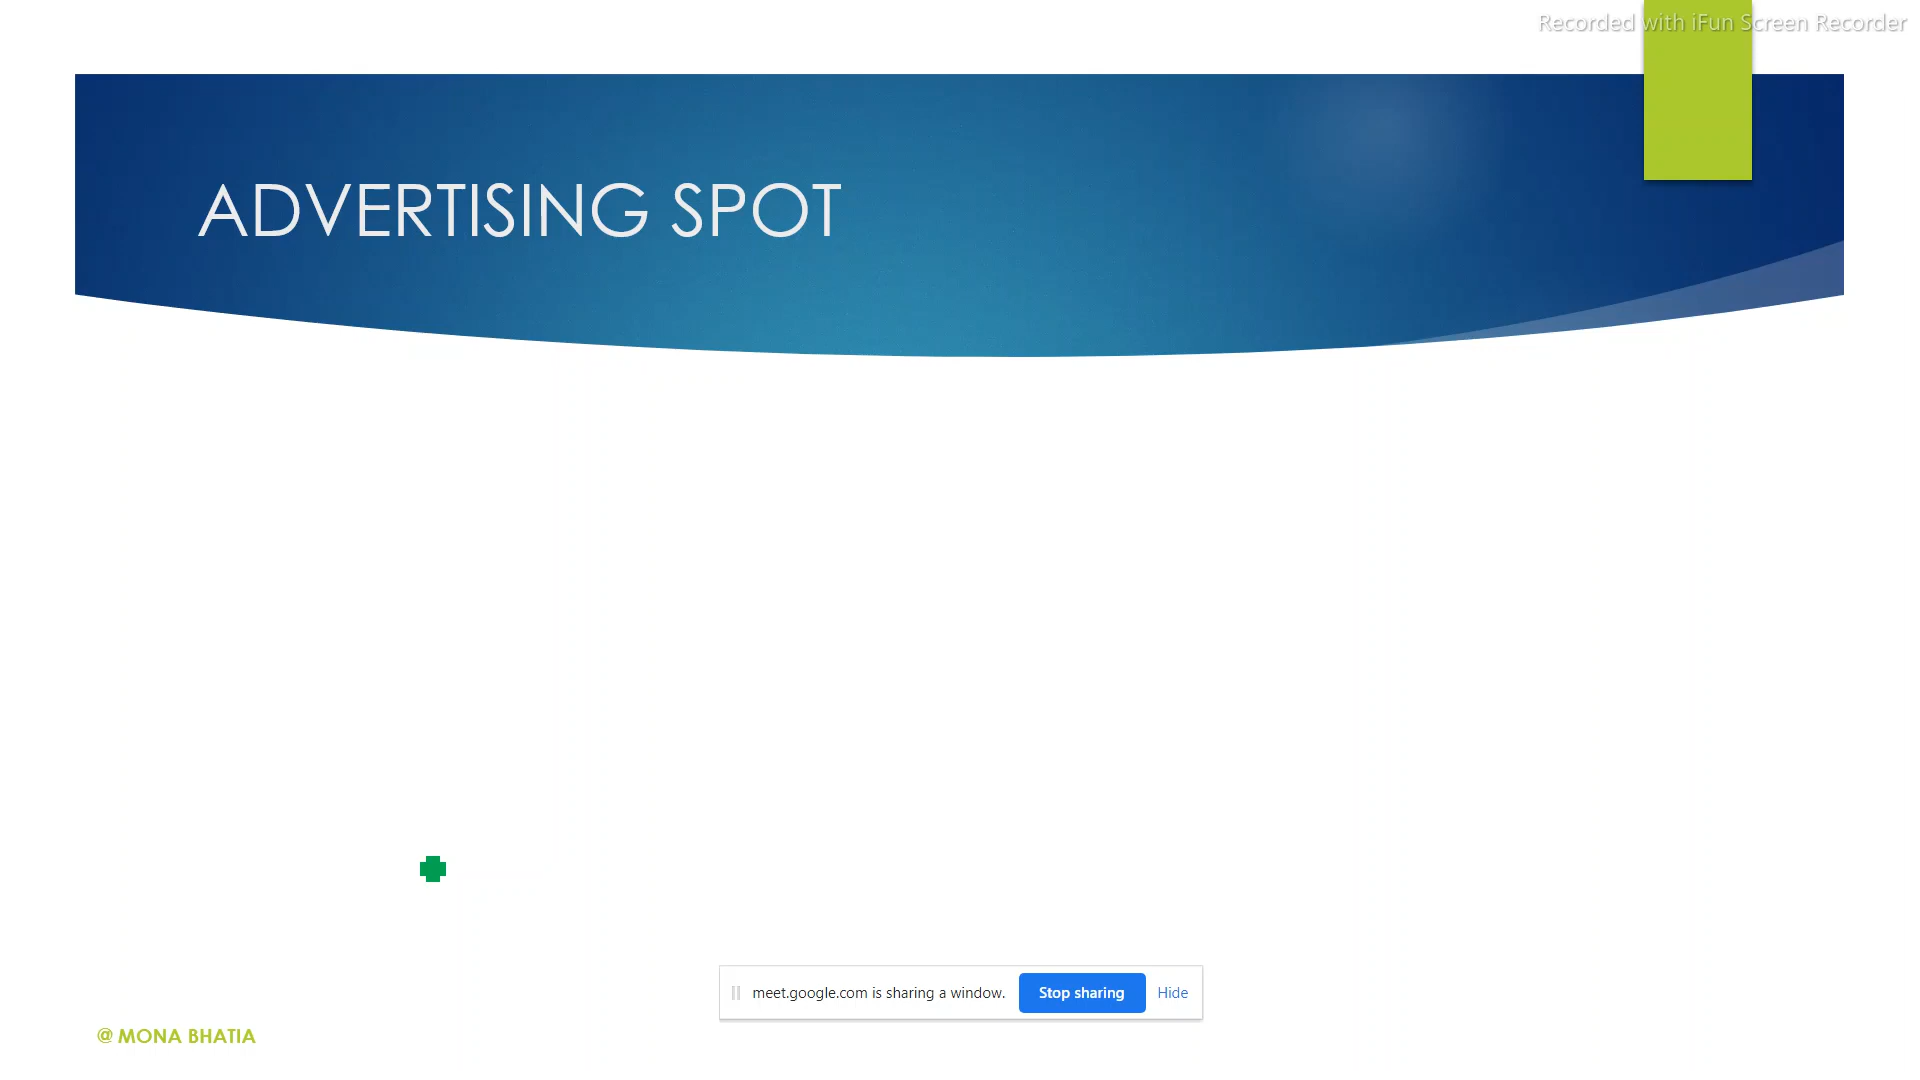 Recorded with iFun Screen Recorder
ADVERTISING SPOT
meet.google.com is sharing a window. Stop sharing Hide
@ MONA BHATIA